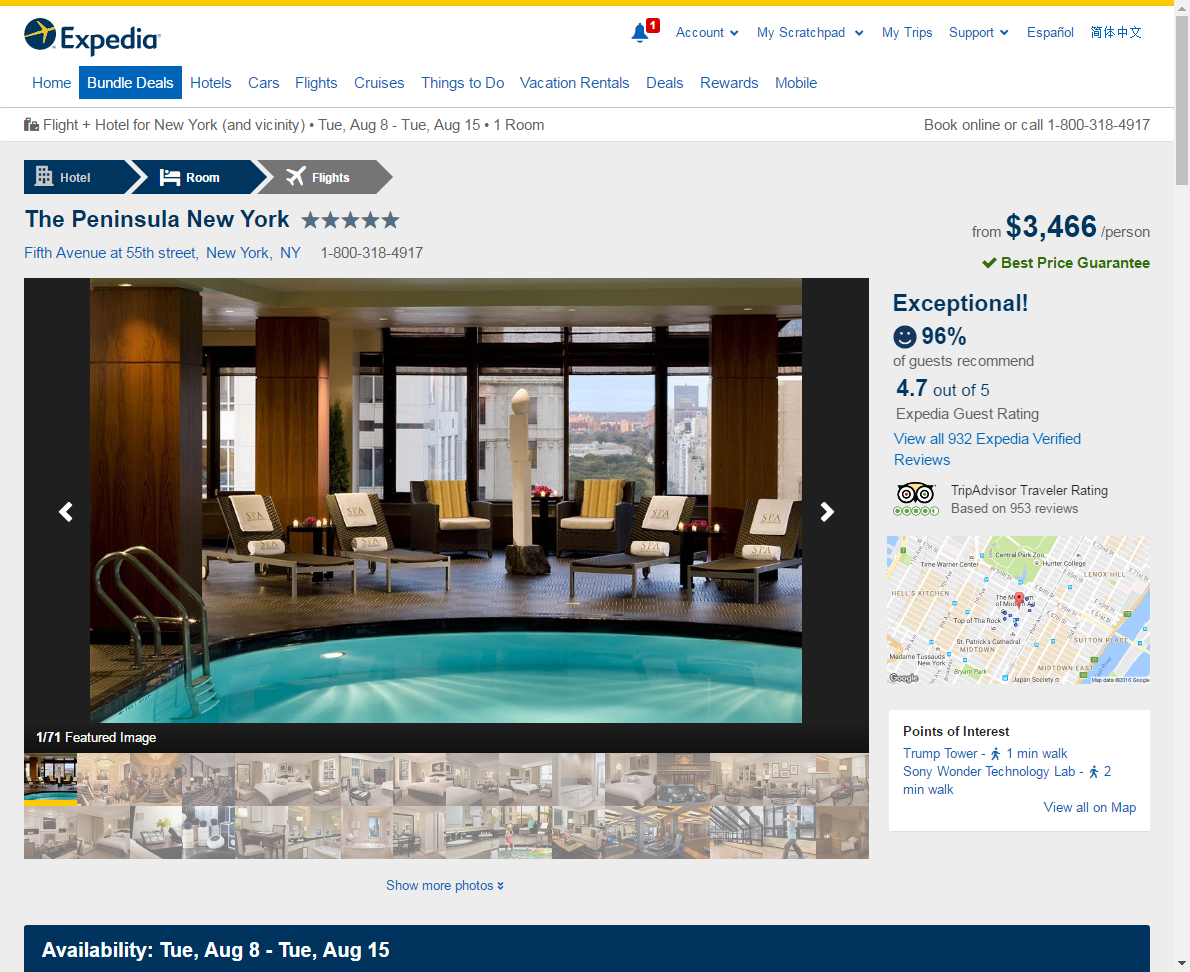 Expedia
1
Account
My Scratchpad
My Trips
Support
Español
简体中文
Home
Bundle Deals
Hotels
Cars
Flights
Cruises
Things to Do
Vacation Rentals
Deals
Rewards
Mobile
Flight + Hotel for New York (and vicinity) • Tue, Aug 8 - Tue, Aug 15 • 1 Room
Book online or call 1-800-318-4917
Hotel
Room
Flights
The Peninsula New York
Fifth Avenue at 55th street, New York, NY 1-800-318-4917
from $3,466 /person
Best Price Guarantee
SPA
SPA
SPA
SPA
SPA
SPA
SPA
SPA
1/71 Featured Image
Show more photos
Exceptional!
96%
of guests recommend
4.7 out of 5
Expedia Guest Rating
View all 932 Expedia Verified
Reviews
TripAdvisor Traveler Rating
Based on 953 reviews
Central Park Zoo
Time Warner Center
Hunter College
LENOX HILL
HELL'S KITCHEN
Top of The Rock
St. Patrick's Cathedral
MIDTOWN
SUTTON PLACE
Madame Tussauds
New York
MIDTOWN EAST
Bryant Park
Japan Society
Google
Map data ©2016 Google
Points of Interest
Trump Tower - 1 min walk
Sony Wonder Technology Lab - 2
min walk
View all on Map
Availability: Tue, Aug 8 - Tue, Aug 15